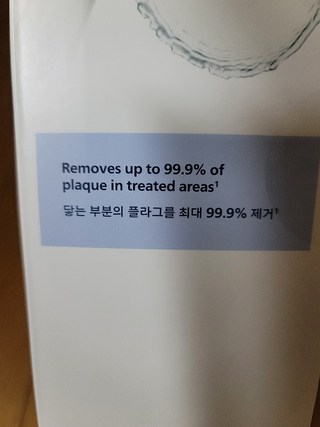 Removes up to 99.9% of
plaque in treated areas¹
닿는 부분의 플라그를 최대 99.9% 제거¹